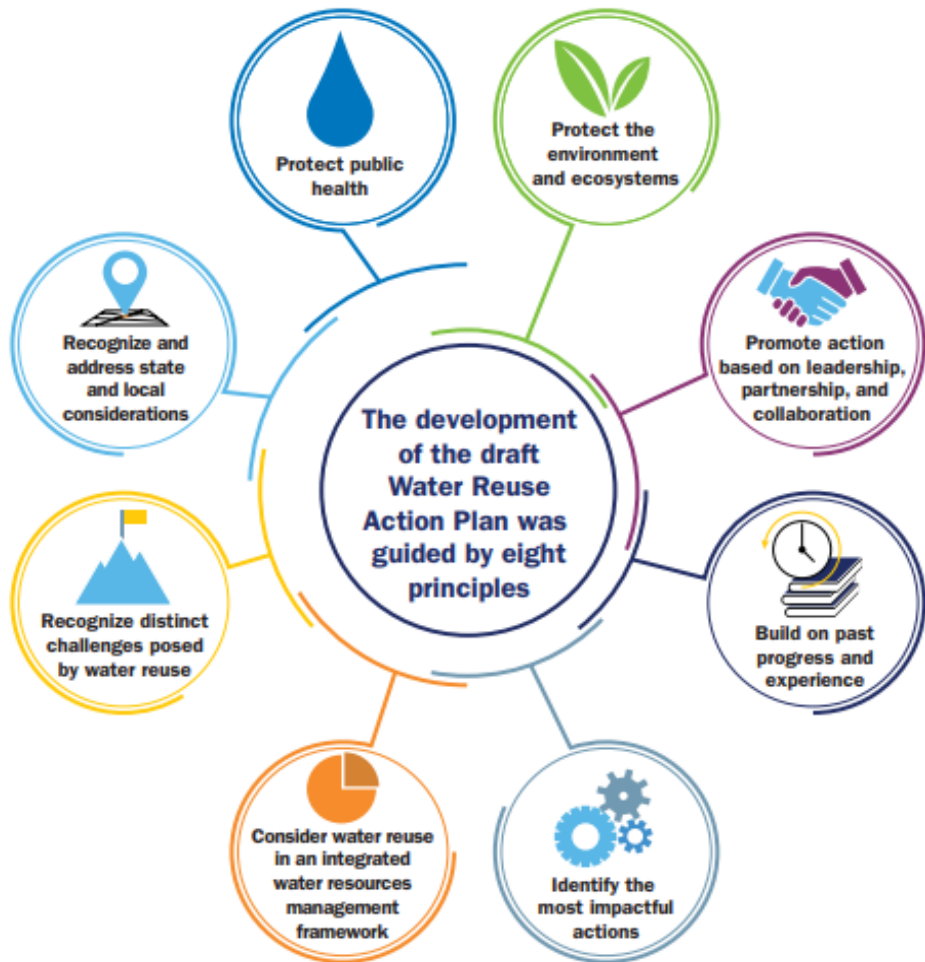 Protect public
health
Protect the
environment
and ecosystems
Recognize and
address state
and local
considerations
Promote action
based on leadership,
partnership, and
collaboration
The development
of the draft
Water Reuse
Action Plan was
guided by eight
principles
Recognize distinct
challenges posed
by water reuse
Build on past
progress and
experience
Consider water reuse
in an integrated
water resources
management
framework
Identify the
most impactful
actions